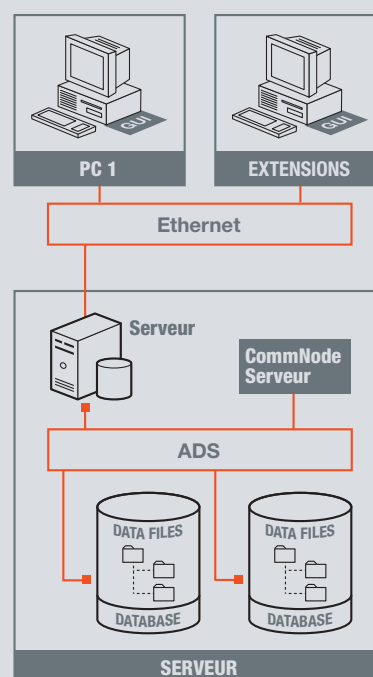 GUI
GUI
PC 1
EXTENSIONS
Ethernet
Serveur
CommNode
Serveur
ADS
DATA FILES
DATA FILES
DATABASE
DATABASE
SERVEUR